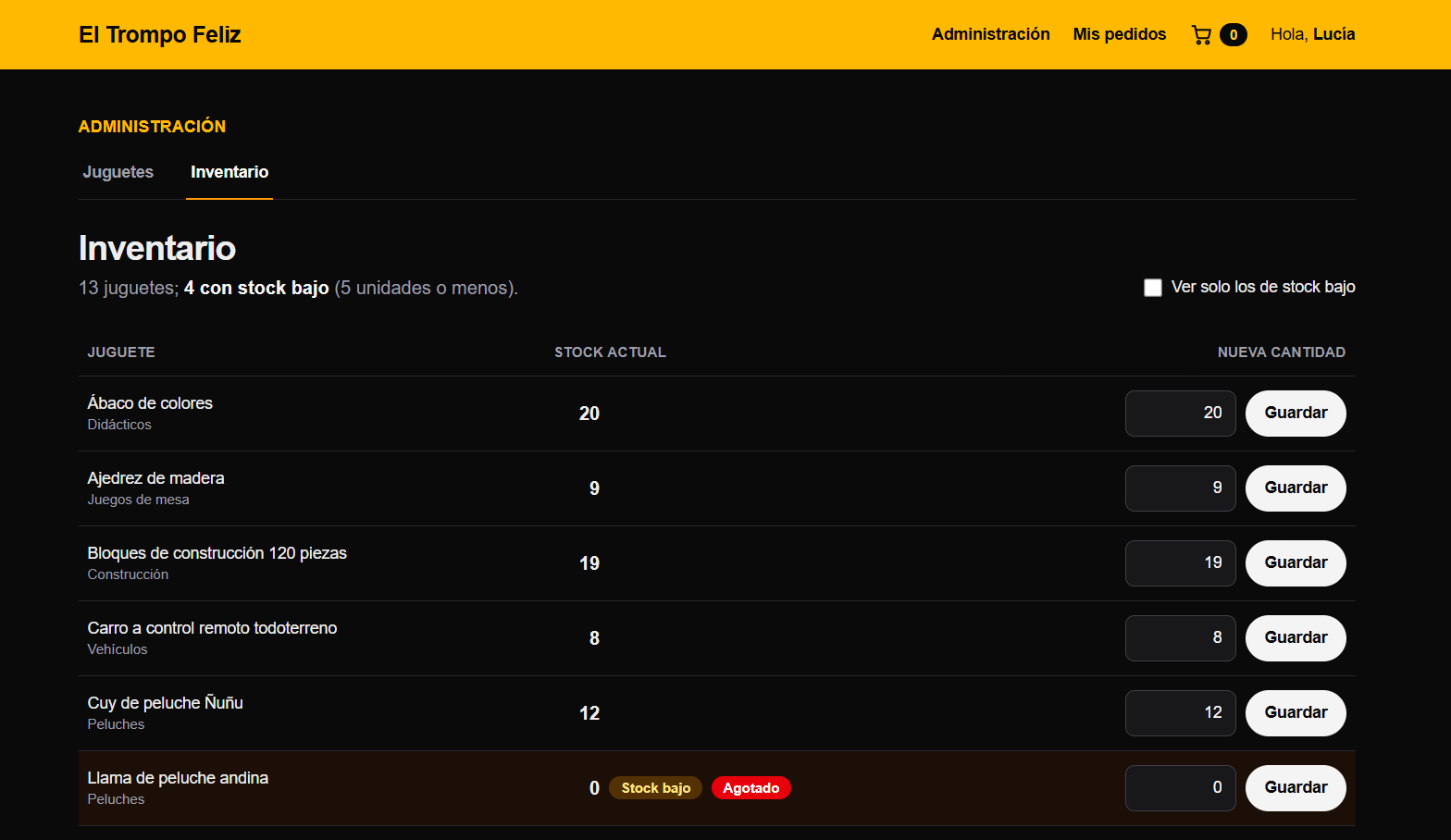 El Trompo Feliz
Administración Mis pedidos 0 Hola, Lucía
ADMINISTRACIÓN
Juguetes Inventario
Inventario
13 juguetes; 4 con stock bajo (5 unidades o menos).
Ver solo los de stock bajo
JUGUETE STOCK ACTUAL NUEVA CANTIDAD
Ábaco de colores
Didácticos
20 20 Guardar
Ajedrez de madera
Juegos de mesa
9 9 Guardar
Bloques de construcción 120 piezas
Construcción
19 19 Guardar
Carro a control remoto todoterreno
Vehículos
8 8 Guardar
Cuy de peluche Ñuñu
Peluches
12 12 Guardar
Llama de peluche andina
Peluches
0 Stock bajo Agotado 0 Guardar